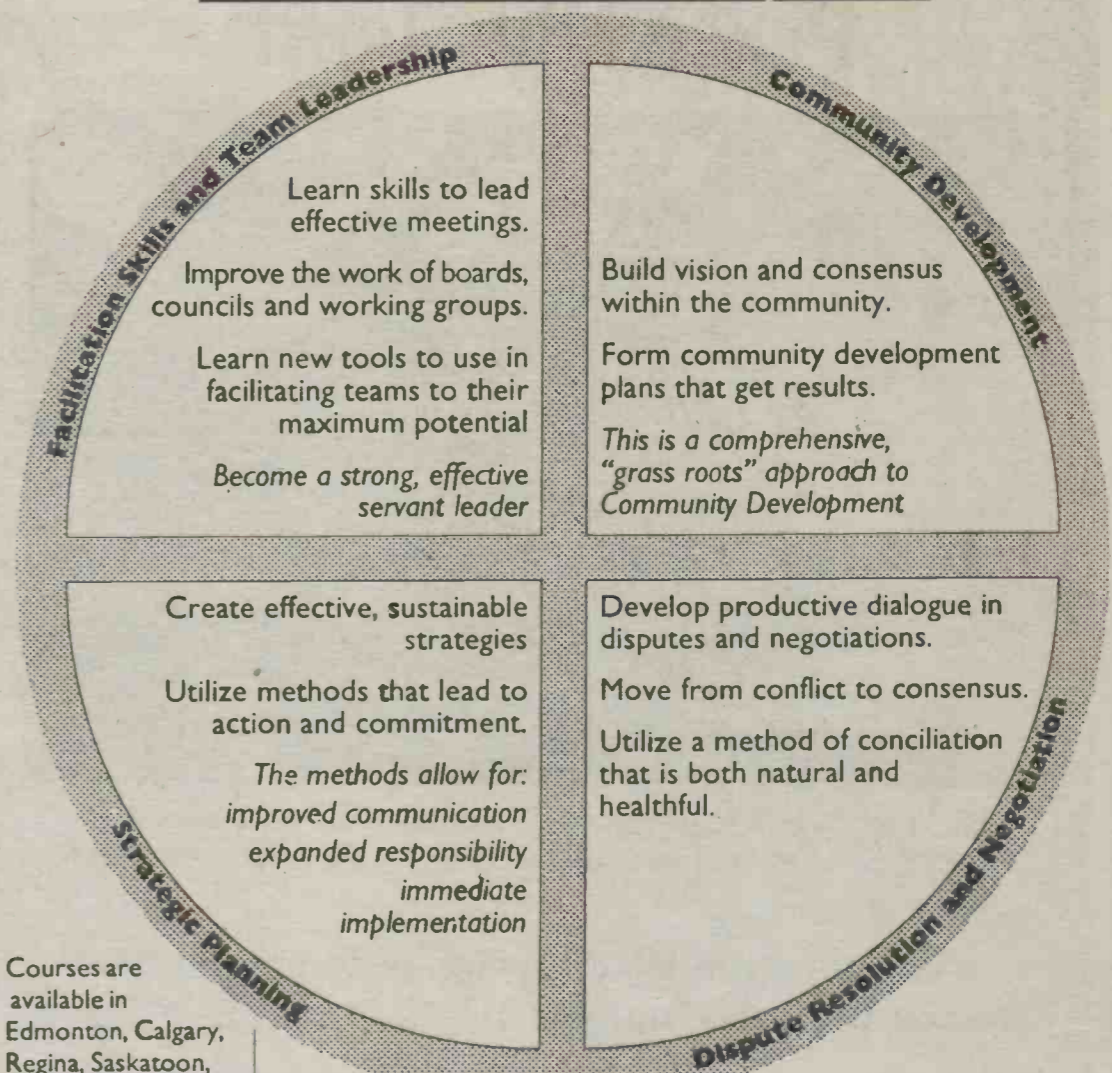 Facilitation Skills and Team Leadership
Learn skills to lead
effective meetings.
Improve the work of boards,
councils and working groups.
Learn new tools to use in
facilitating teams to their
maximum potential
Become a strong, effective
servant leader
Community Development
Build vision and consensus
within the community.
Form community development
plans that get results.
This is a comprehensive,
"grass roots" approach to
Community Development
Strategic Planning
Create effective, sustainable
strategies
Utilize methods that lead to
action and commitment.
The methods allow for:
improved communication
expanded responsibility
immediate
implementation
Dispute Resolution and Negotiation
Develop productive dialogue in
disputes and negotiations.
Move from conflict to consensus.
Utilize a method of conciliation
that is both natural and
healthful.
Courses are
available in
Edmonton, Calgary,
Regina, Saskatoon,